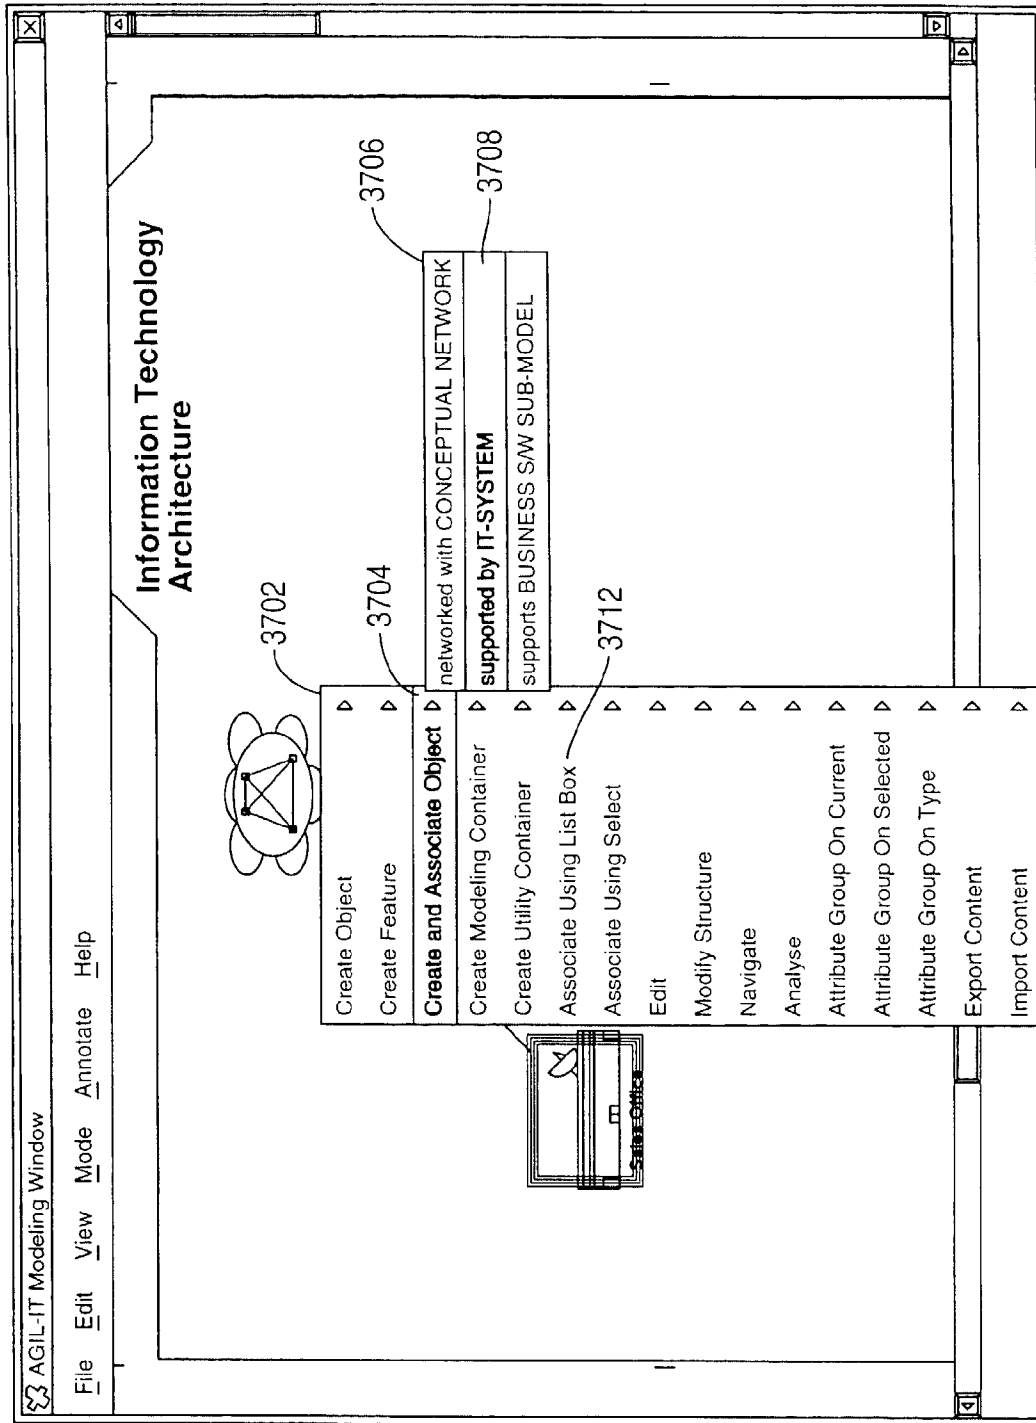 AGIL-IT Modeling Window
File Edit View Mode Annotate Help
Information Technology
Architecture
3702
3704
3706
3708
3712
Create Object
Create Feature
Create and Associate Object
Create Modeling Container
Create Utility Container
Associate Using List Box
Associate Using Select
Edit
Modify Structure
Navigate
Analyse
Attribute Group On Current
Attribute Group On Selected
Attribute Group On Type
Export Content
Import Content
networked with CONCEPTUAL NETWORK
supported by IT-SYSTEM
supports BUSINESS S/W SUB-MODEL
Sales Office